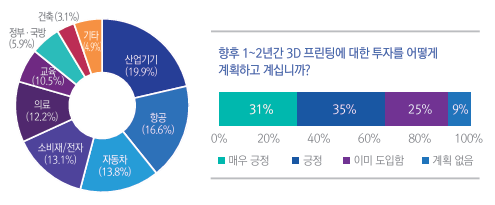 건축(3.1%)
정부·국방
(5.9%)
기타
(4.9%)
산업기기
(19.9%)
교육
(10.5%)
항공
(16.6%)
의료
(12.2%)
소비재/전자
(13.1%)
자동차
(13.8%)
향후 1~2년간 3D 프린팅에 대한 투자를 어떻게
계획하고 계십니까?
31% 35% 25% 9%
0% 20% 40% 60% 80% 100%
매우 긍정 긍정 이미 도입함 계획 없음